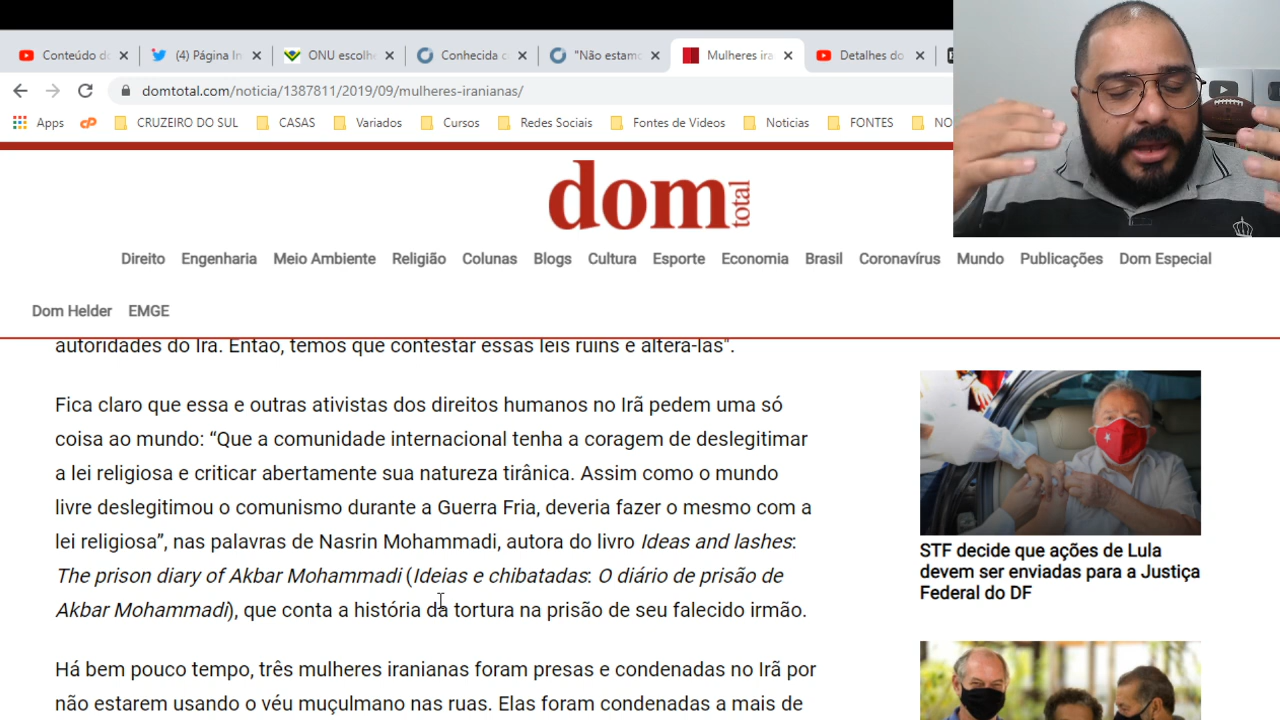 Conteúdo do
(4) Página In
ONU escolh
Conhecida c
"Não estamo
Mulheres ira
Detalhes do
domtotal.com/noticia/1387811/2019/09/mulheres-iranianas/
Apps
CRUZEIRO DO SUL
CASAS
Variados
Cursos
Redes Sociais
Fontes de Videos
Noticias
FONTES
NO
dom total
Direito Engenharia Meio Ambiente Religião Colunas Blogs Cultura Esporte Economia Brasil Coronavírus Mundo Publicações Dom Especial
Dom Helder EMGE
autoridades do Irã. Então, temos que contestar essas leis ruins e alterá-las".
Fica claro que essa e outras ativistas dos direitos humanos no Irã pedem uma só
coisa ao mundo: “Que a comunidade internacional tenha a coragem de deslegitimar
a lei religiosa e criticar abertamente sua natureza tirânica. Assim como o mundo
livre deslegitimou o comunismo durante a Guerra Fria, deveria fazer o mesmo com a
lei religiosa”, nas palavras de Nasrin Mohammadi, autora do livro Ideas and lashes:
The prison diary of Akbar Mohammadi (Ideias e chibatadas: O diário de prisão de
Akbar Mohammadi), que conta a história da tortura na prisão de seu falecido irmão.
Há bem pouco tempo, três mulheres iranianas foram presas e condenadas no Irã por
não estarem usando o véu muçulmano nas ruas. Elas foram condenadas a mais de
STF decide que ações de Lula
devem ser enviadas para a Justiça
Federal do DF